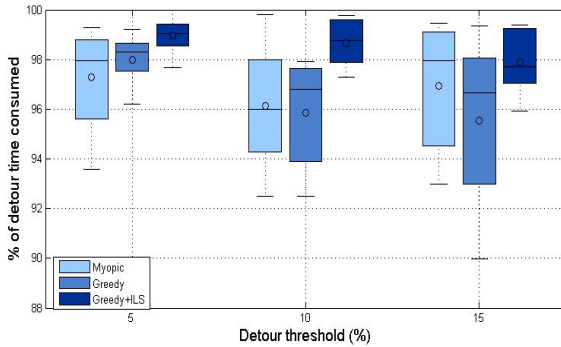 % of detour time consumed
100
98
96
94
92
90
88
Myopic
Greedy
Greedy+ILS
5
10
15
Detour threshold (%)